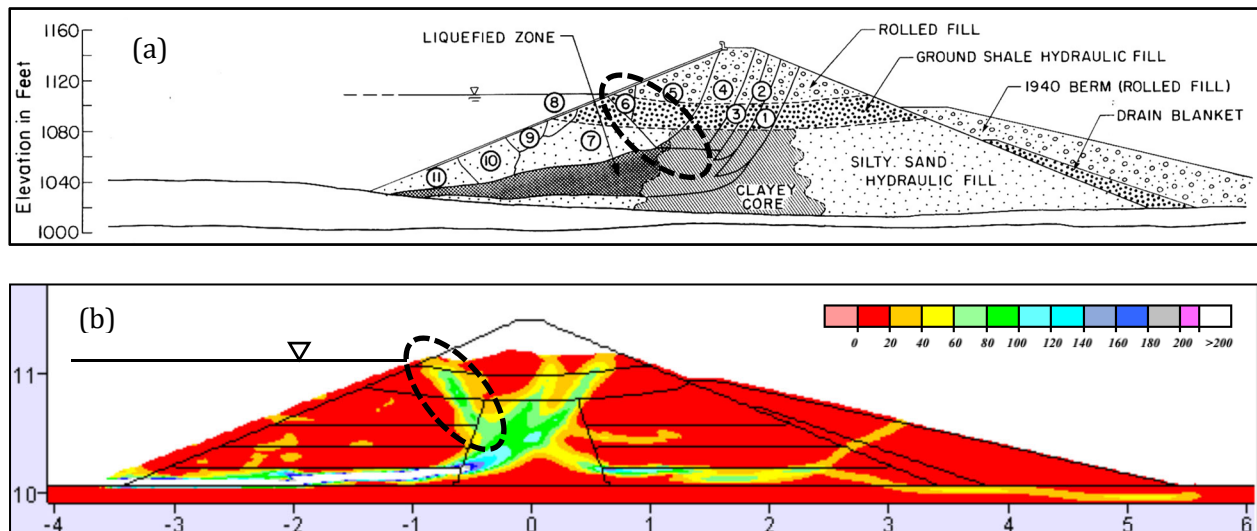 (a)
1160
1120
1080
1040
1000
Elevation in Feet
LIQUEFIED ZONE
ROLLED FILL
GROUND SHALE HYDRAULIC FILL
1940 BERM (ROLLED FILL)
DRAIN BLANKET
8
6
5
4
2
3
1
9
7
10
11
CLAYEY
CORE
SILTY SAND
HYDRAULIC FILL
(b)
0 20 40 60 80 100 120 140 160 180 200 >200
11
10
-4 -3 -2 -1 0 1 2 3 4 5 6